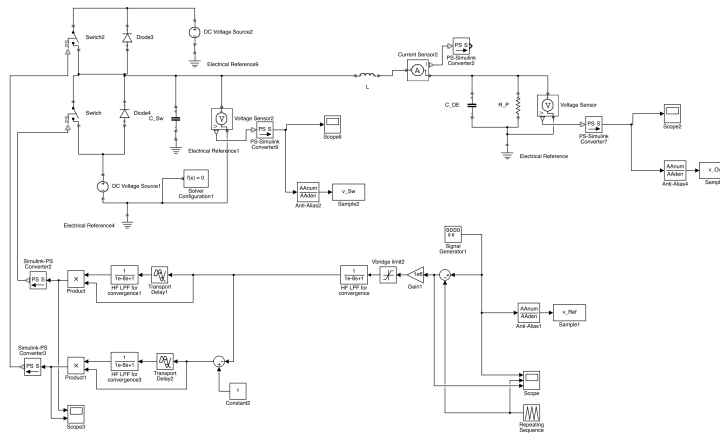 Switch2
Diode3
DC Voltage Source2
Electrical Reference9
Current Sensor2
A
PS S
PS-Simulink
Converter2
L
Switch
Diode4
C_Sw
V
Voltage Sensor2
Electrical Reference1
PS S
PS-Simulink
Converter9
Scope8
C_DE
R_P
V
Voltage Sensor
PS S
PS-Simulink
Converter7
Scope2
Electrical Reference
DC Voltage Source1
f(x) = 0
Solver
Configuration1
Electrical Reference4
AAnum
AAden
Anti-Alias2
v_Sw
Sample2
AAnum
AAden
Anti-Alias4
v_Ou
Sampl
Simulink-PS
Converter2
PS S
×
Product
1
1e-8s+1
HF LPF for
convergence1
Transport
Delay1
1
1e-8s+1
HF LPF for
convergence
Vbridge limit2
1e6
Gain1
Signal
Generator1
AAnum
AAden
Anti-Alias1
v_Ref
Sample1
Simulink-PS
Converter3
PS S
×
Product1
1
1e-8s+1
HF LPF for
convergence3
Transport
Delay2
1
Constant2
Scope3
Scope
Repeating
Sequence